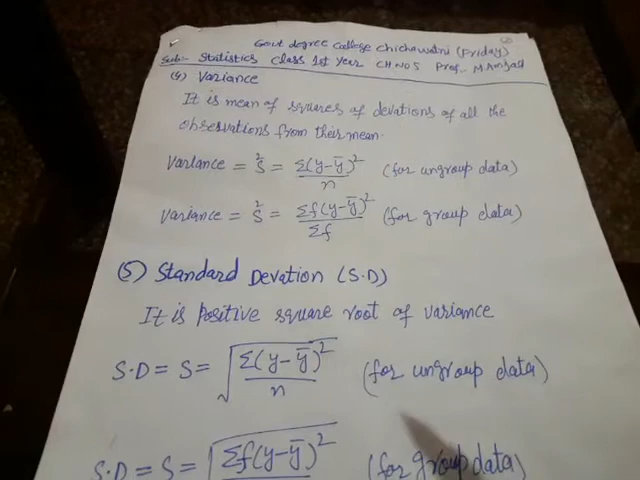 Govt degree College Chichawatni (Friday)
Sub:- Statistics Class 1st Year CH NO 5 Prof. M Amjad
(4) Variance
It is mean of squares of devations of all the
observations from their mean.
Variance = S² = Σ(y-ȳ)²/n (for ungroup data)
Variance = S² = Σf(y-ȳ)²/Σf (for group data)
(5) Standard Devation (S.D)
It is positive square root of variance
S.D = S = √Σ(y-ȳ)²/n (for ungroup data)
S.D = S = √Σf(y-ȳ)² (for group data)